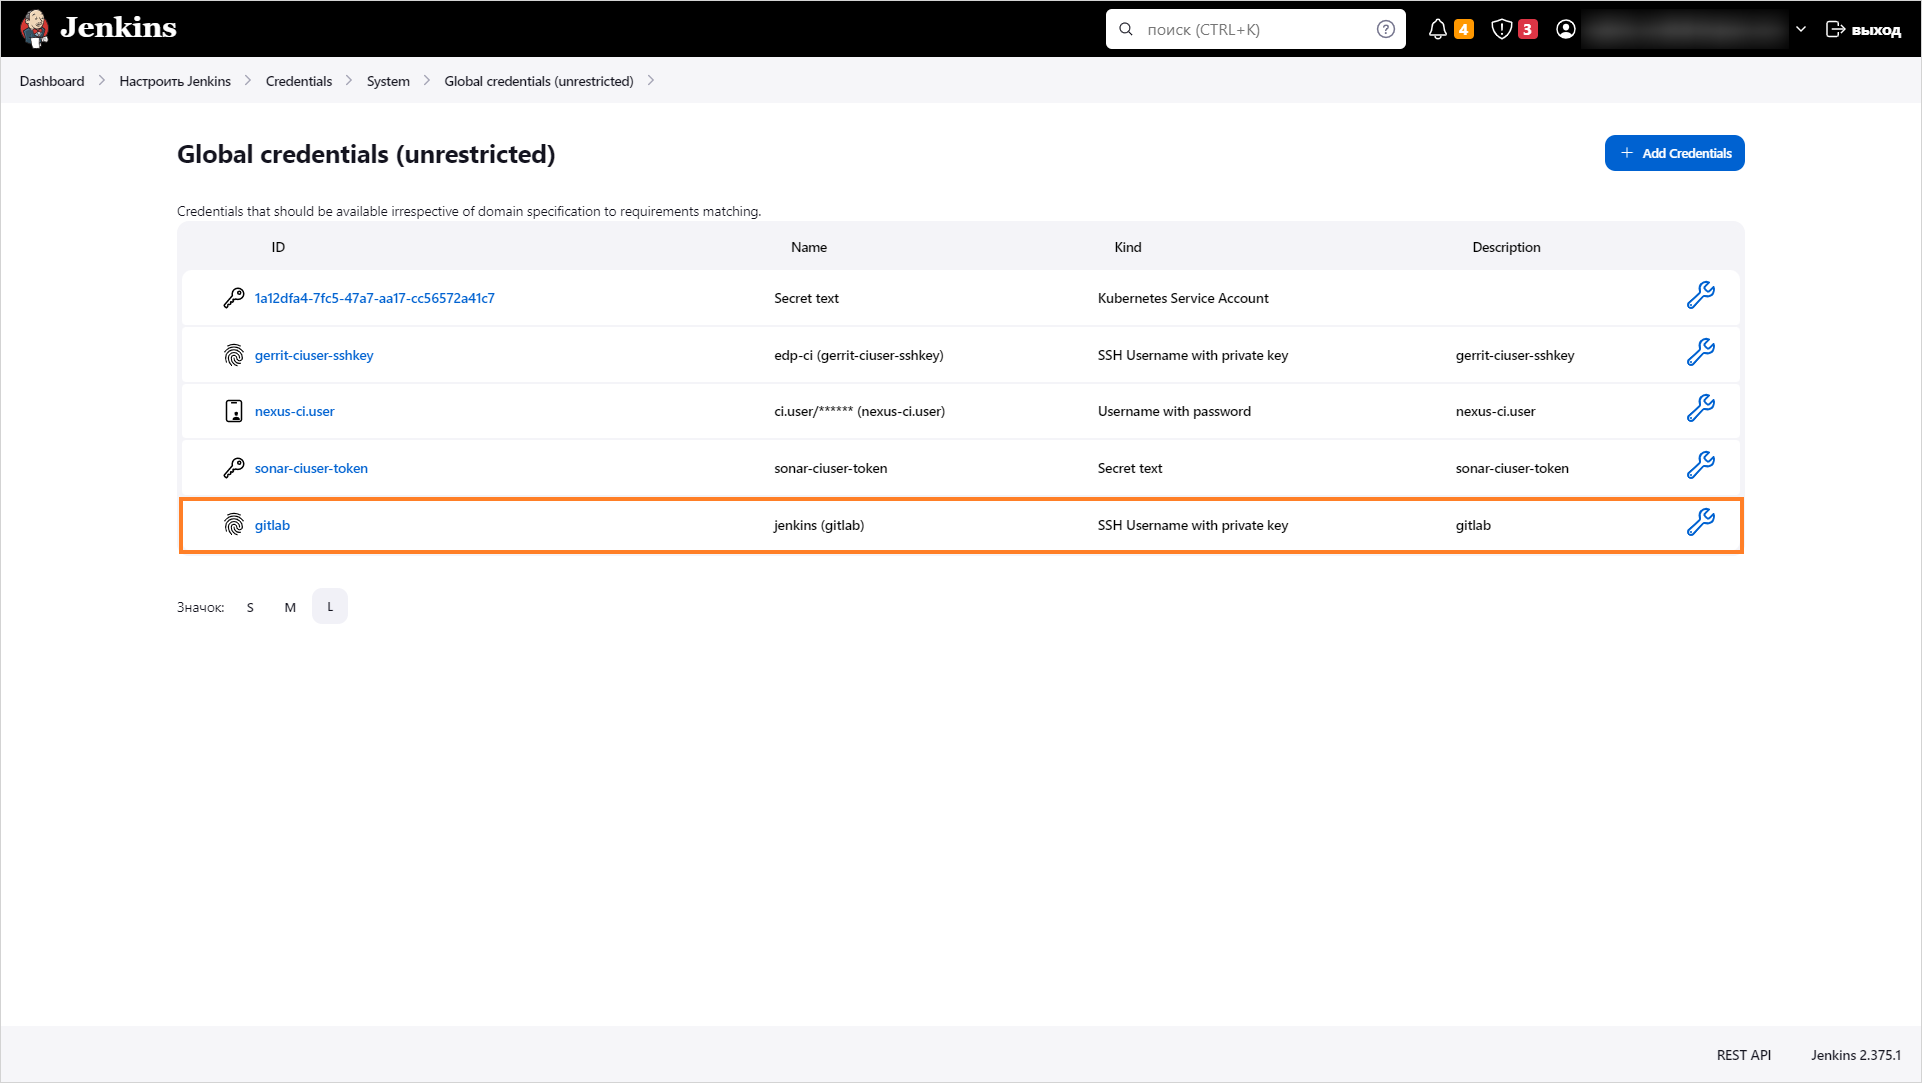 Jenkins поиск (CTRL+K) 4 3 выход
Dashboard Настроить Jenkins Credentials System Global credentials (unrestricted)
Global credentials (unrestricted)
Add Credentials
Credentials that should be available irrespective of domain specification to requirements matching.
ID Name Kind Description
1a12dfa4-7fc5-47a7-aa17-cc56572a41c7 Secret text Kubernetes Service Account
gerrit-ciuser-sshkey edp-ci (gerrit-ciuser-sshkey) SSH Username with private key gerrit-ciuser-sshkey
nexus-ci.user ci.user/****** (nexus-ci.user) Username with password nexus-ci.user
sonar-ciuser-token sonar-ciuser-token Secret text sonar-ciuser-token
gitlab jenkins (gitlab) SSH Username with private key gitlab
Значок: S M L
REST API Jenkins 2.375.1